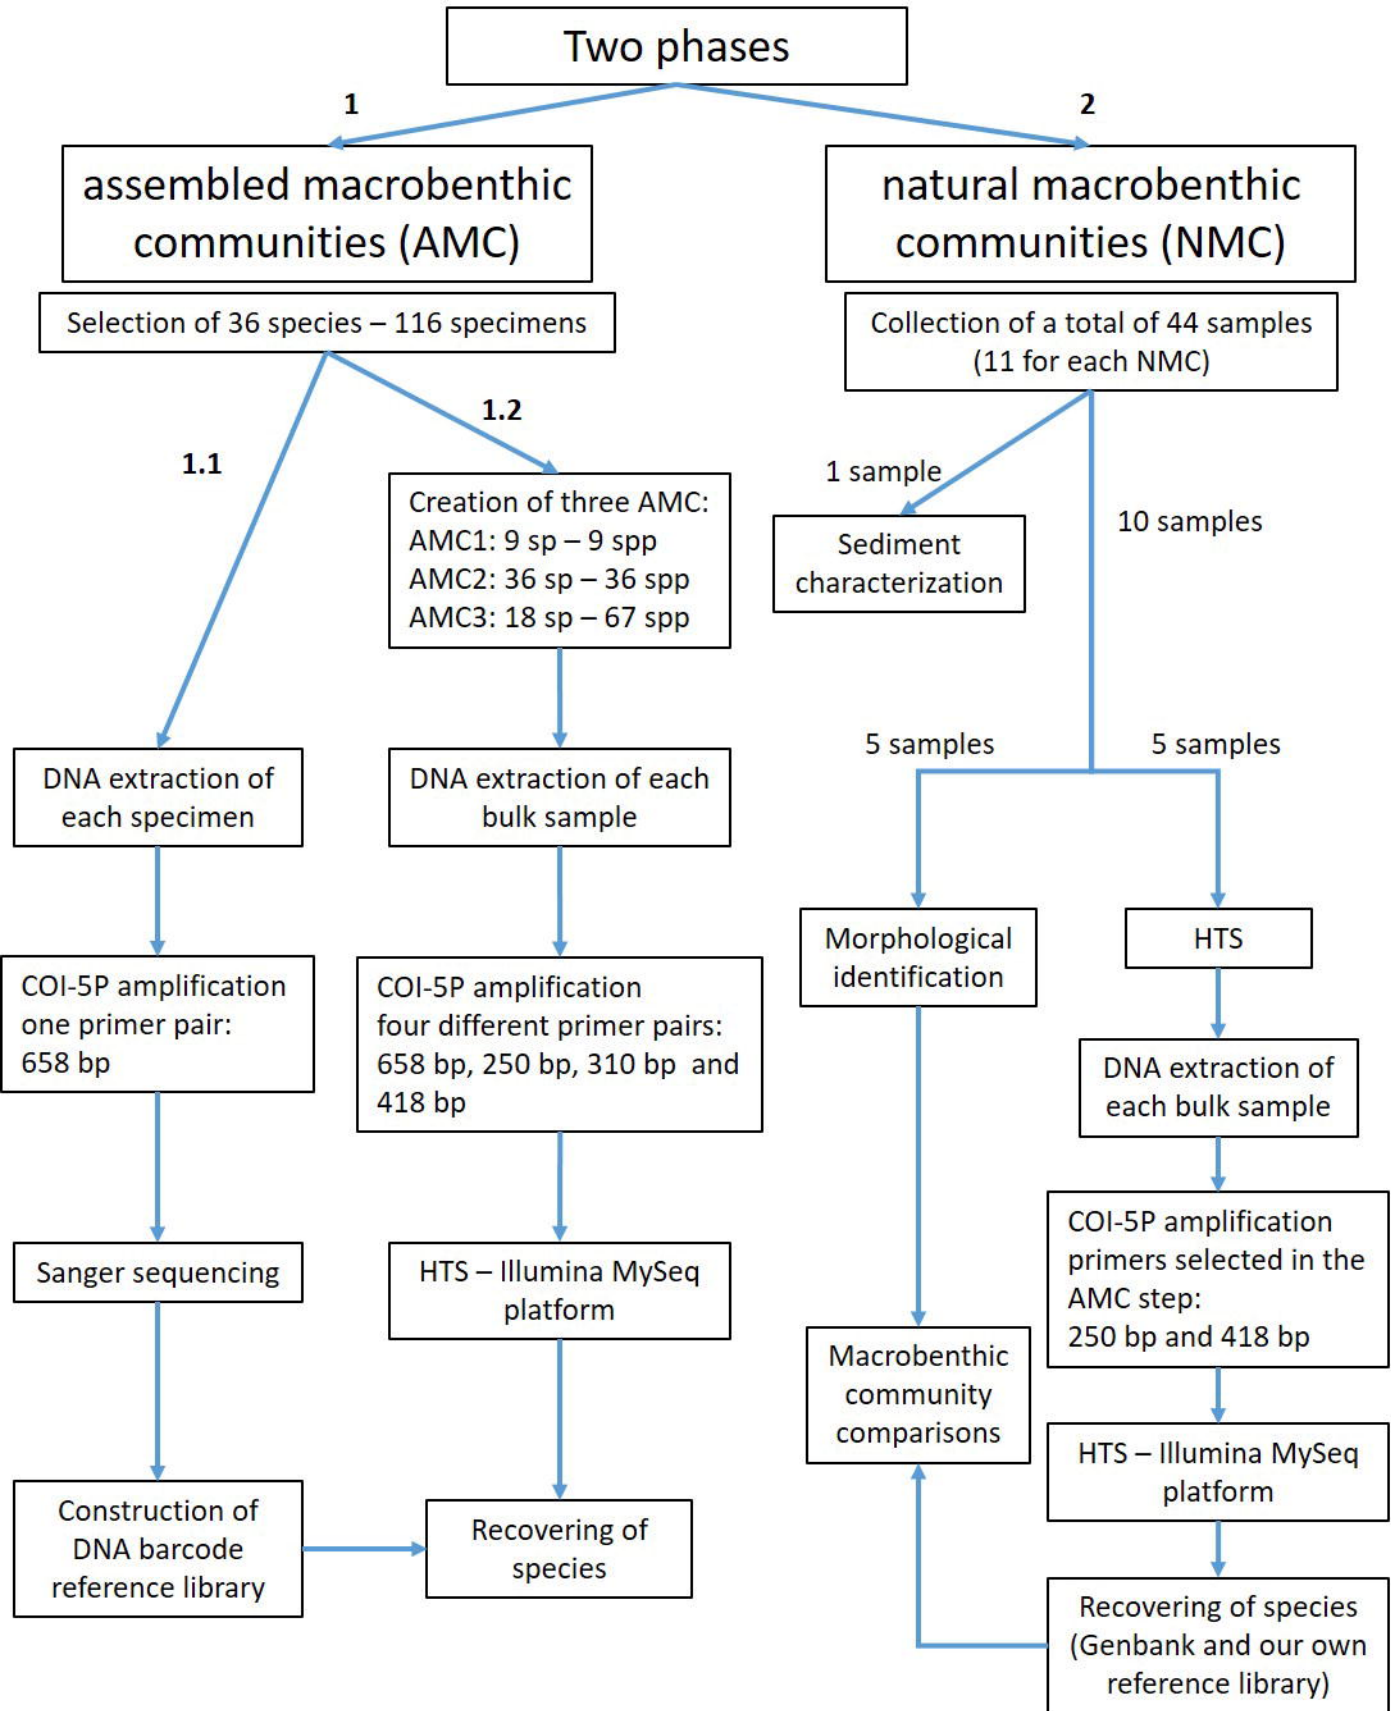 Two phases
1
2
assembled macrobenthic
communities (AMC)
natural macrobenthic
communities (NMC)
Selection of 36 species – 116 specimens
Collection of a total of 44 samples
(11 for each NMC)
1.1
1.2
1 sample
10 samples
Creation of three AMC:
AMC1: 9 sp – 9 spp
AMC2: 36 sp – 36 spp
AMC3: 18 sp – 67 spp
Sediment
characterization
5 samples
5 samples
DNA extraction of
each specimen
DNA extraction of each
bulk sample
Morphological
identification
HTS
COI-5P amplification
one primer pair:
658 bp
COI-5P amplification
four different primer pairs:
658 bp, 250 bp, 310 bp and
418 bp
DNA extraction of
each bulk sample
COI-5P amplification
primers selected in the
AMC step:
250 bp and 418 bp
Sanger sequencing
HTS – Illumina MySeq
platform
Macrobenthic
community
comparisons
HTS – Illumina MySeq
platform
Construction of
DNA barcode
reference library
Recovering of
species
Recovering of species
(Genbank and our own
reference library)